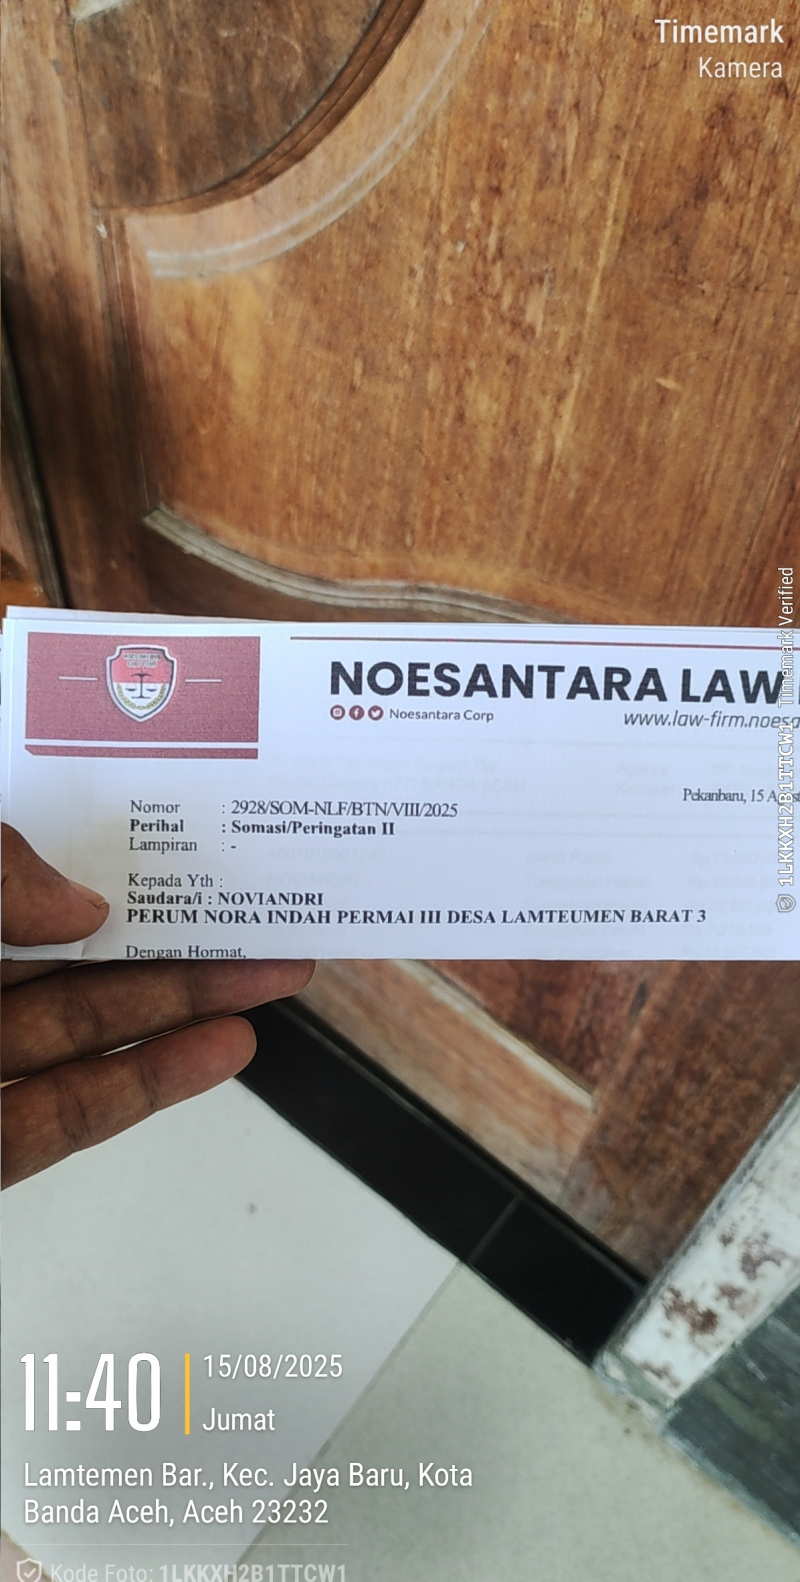 Timemark
Kamera
NOESANTARA LAW
Noesantara Corp
www.law-firm.noesa
Pekanbaru, 15 Agust
Nomor : 2928/SOM-NLF/BTN/VIII/2025
Perihal : Somasi/Peringatan II
Lampiran : -
Kepada Yth :
Saudara/i : NOVIANDRI
PERUM NORA INDAH PERMAI III DESA LAMTEUMEN BARAT 3
Dengan Hormat,
1LKKXH2B1TTCW1 Timemark Verified
11:40
15/08/2025
Jumat
Lamtemen Bar., Kec. Jaya Baru, Kota
Banda Aceh, Aceh 23232
Kode Foto: 1LKKXH2B1TTCW1